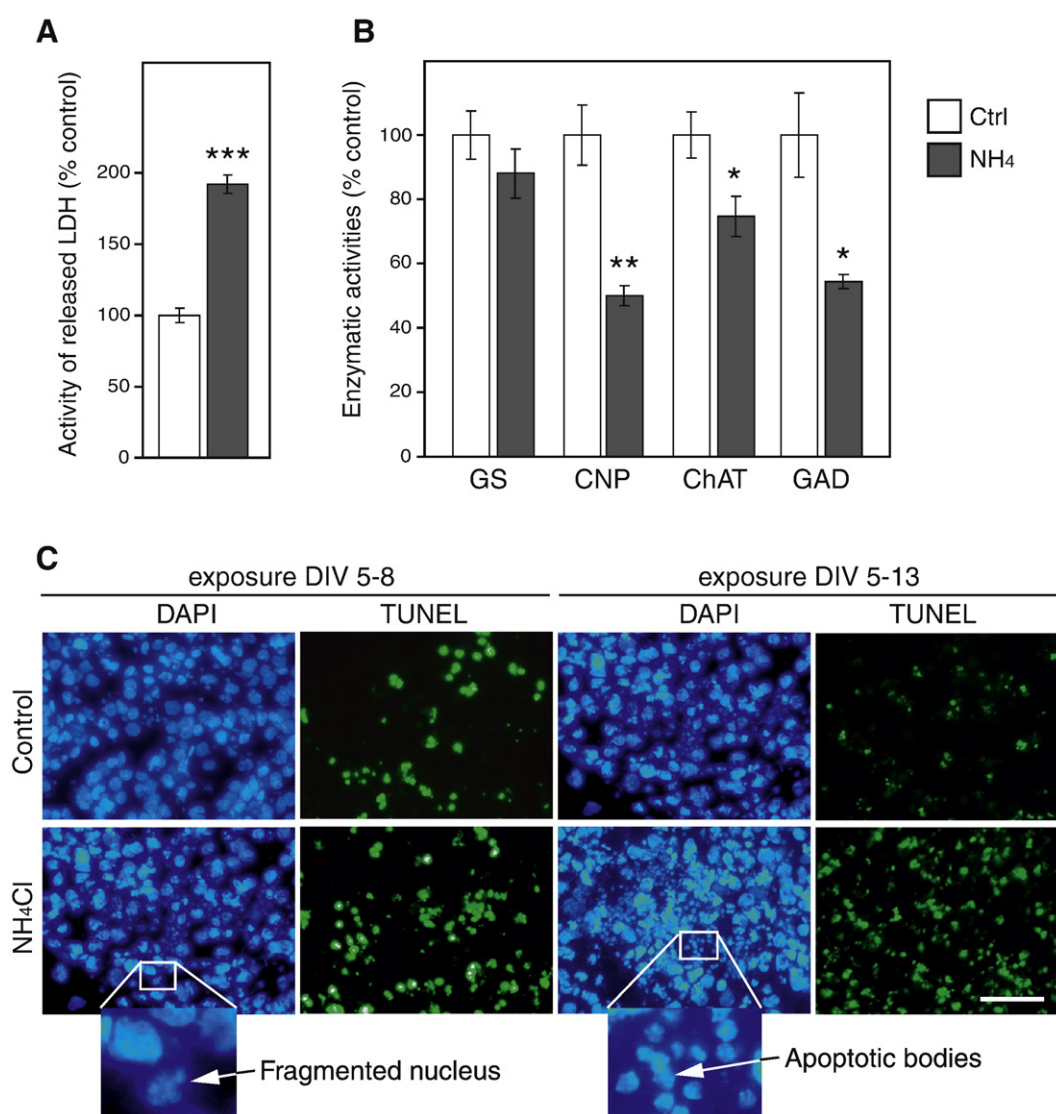 A
Activity of released LDH (% control)
200
150
100
50
0
***
B
Enzymatic activities (% control)
100
80
60
40
20
0
**
*
*
GS CNP ChAT GAD
Ctrl
NH4
C
exposure DIV 5-8 exposure DIV 5-13
DAPI TUNEL DAPI TUNEL
Control
NH4Cl
Fragmented nucleus
Apoptotic bodies